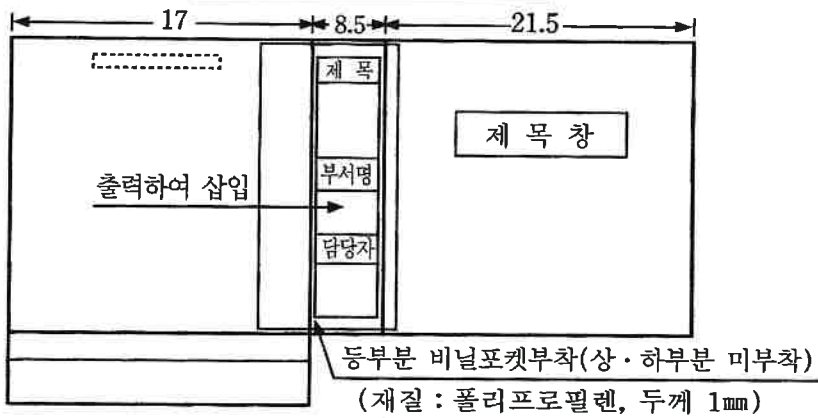 17 8.5 21.5
제 목
제 목 창
부서명
출력하여 삽입
담당자
등부분 비닐포켓부착(상·하부분 미부착)
(재질 : 폴리프로필렌, 두께 1㎜)